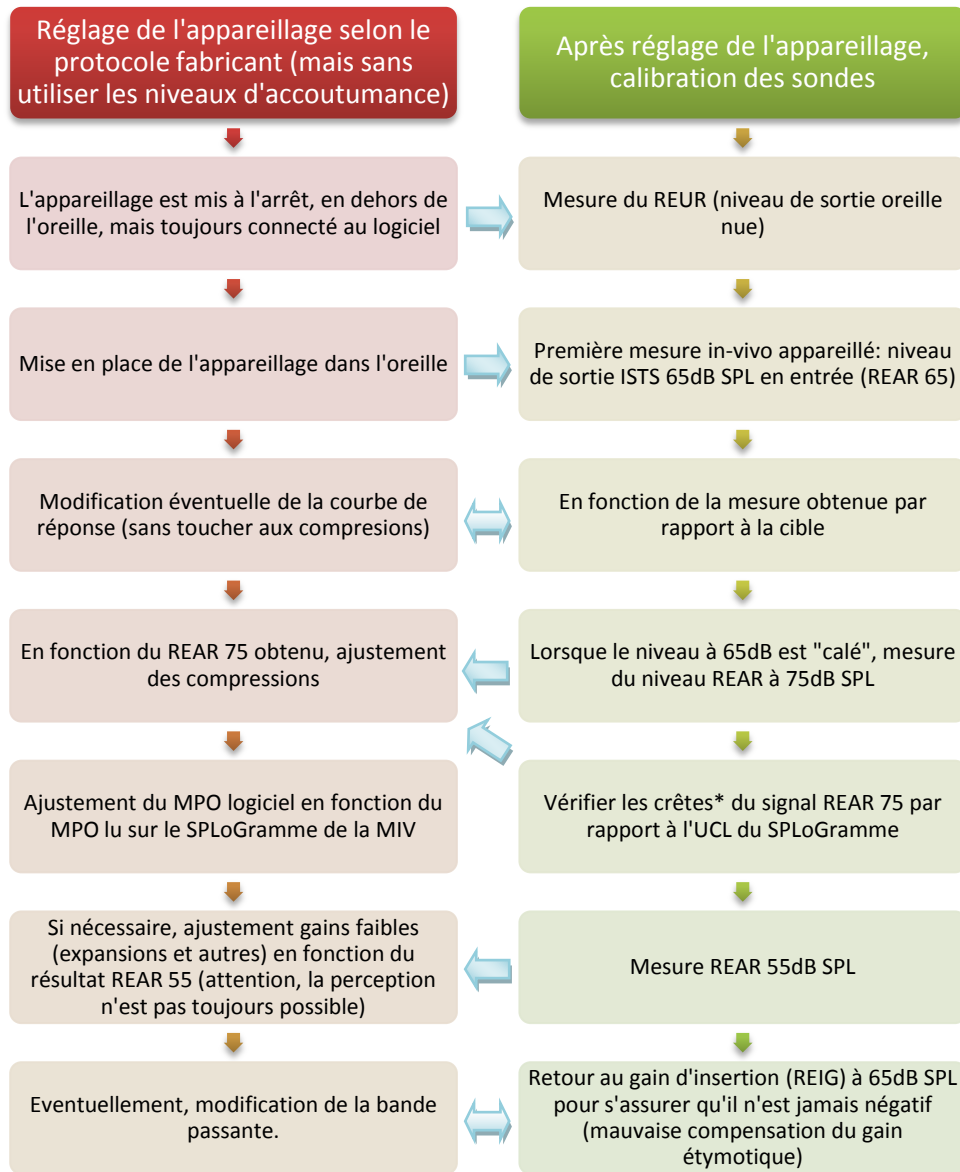 Réglage de l'appareillage selon le
protocole fabricant (mais sans
utiliser les niveaux d'accoutumance)
Après réglage de l'appareillage,
calibration des sondes
L'appareillage est mis à l'arrêt, en dehors de
l'oreille, mais toujours connecté au logiciel
Mesure du REUR (niveau de sortie oreille
nue)
Mise en place de l'appareillage dans l'oreille
Première mesure in-vivo appareillé: niveau
de sortie ISTS 65dB SPL en entrée (REAR 65)
Modification éventuelle de la courbe de
réponse (sans toucher aux compresions)
En fonction de la mesure obtenue par
rapport à la cible
En fonction du REAR 75 obtenu, ajustement
des compressions
Lorsque le niveau à 65dB est "calé", mesure
du niveau REAR à 75dB SPL
Ajustement du MPO logiciel en fonction du
MPO lu sur le SPLoGramme de la MIV
Vérifier les crêtes* du signal REAR 75 par
rapport à l'UCL du SPLoGramme
Si nécessaire, ajustement gains faibles
(expansions et autres) en fonction du
résultat REAR 55 (attention, la perception
n'est pas toujours possible)
Mesure REAR 55dB SPL
Eventuellement, modification de la bande
passante.
Retour au gain d'insertion (REIG) à 65dB SPL
pour s'assurer qu'il n'est jamais négatif
(mauvaise compensation du gain
étymotique)